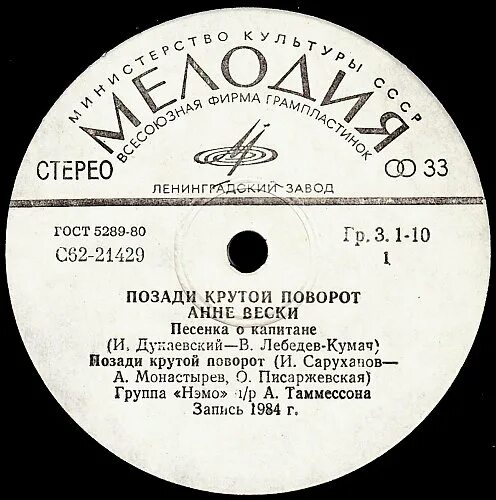 МИНИСТЕРСТВО КУЛЬТУРЫ СССР
МЕЛОДИЯ
ВСЕСОЮЗНАЯ ФИРМА ГРАМПЛАСТИНОК
СТЕРЕО
33
ЛЕНИНГРАДСКИЙ ЗАВОД
ГОСТ 5289-80
Гр. 3. 1-10
С62-21429
1
ПОЗАДИ КРУТОЙ ПОВОРОТ
АННЕ ВЕСКИ
Песенка о капитане
(И. Дунаевский—В. Лебедев-Кумач)
Позади крутой поворот (И. Саруханов—
А. Монастырев, О. Писаржевская)
Группа «Нэмо» п/р А. Таммессона
Запись 1984 г.